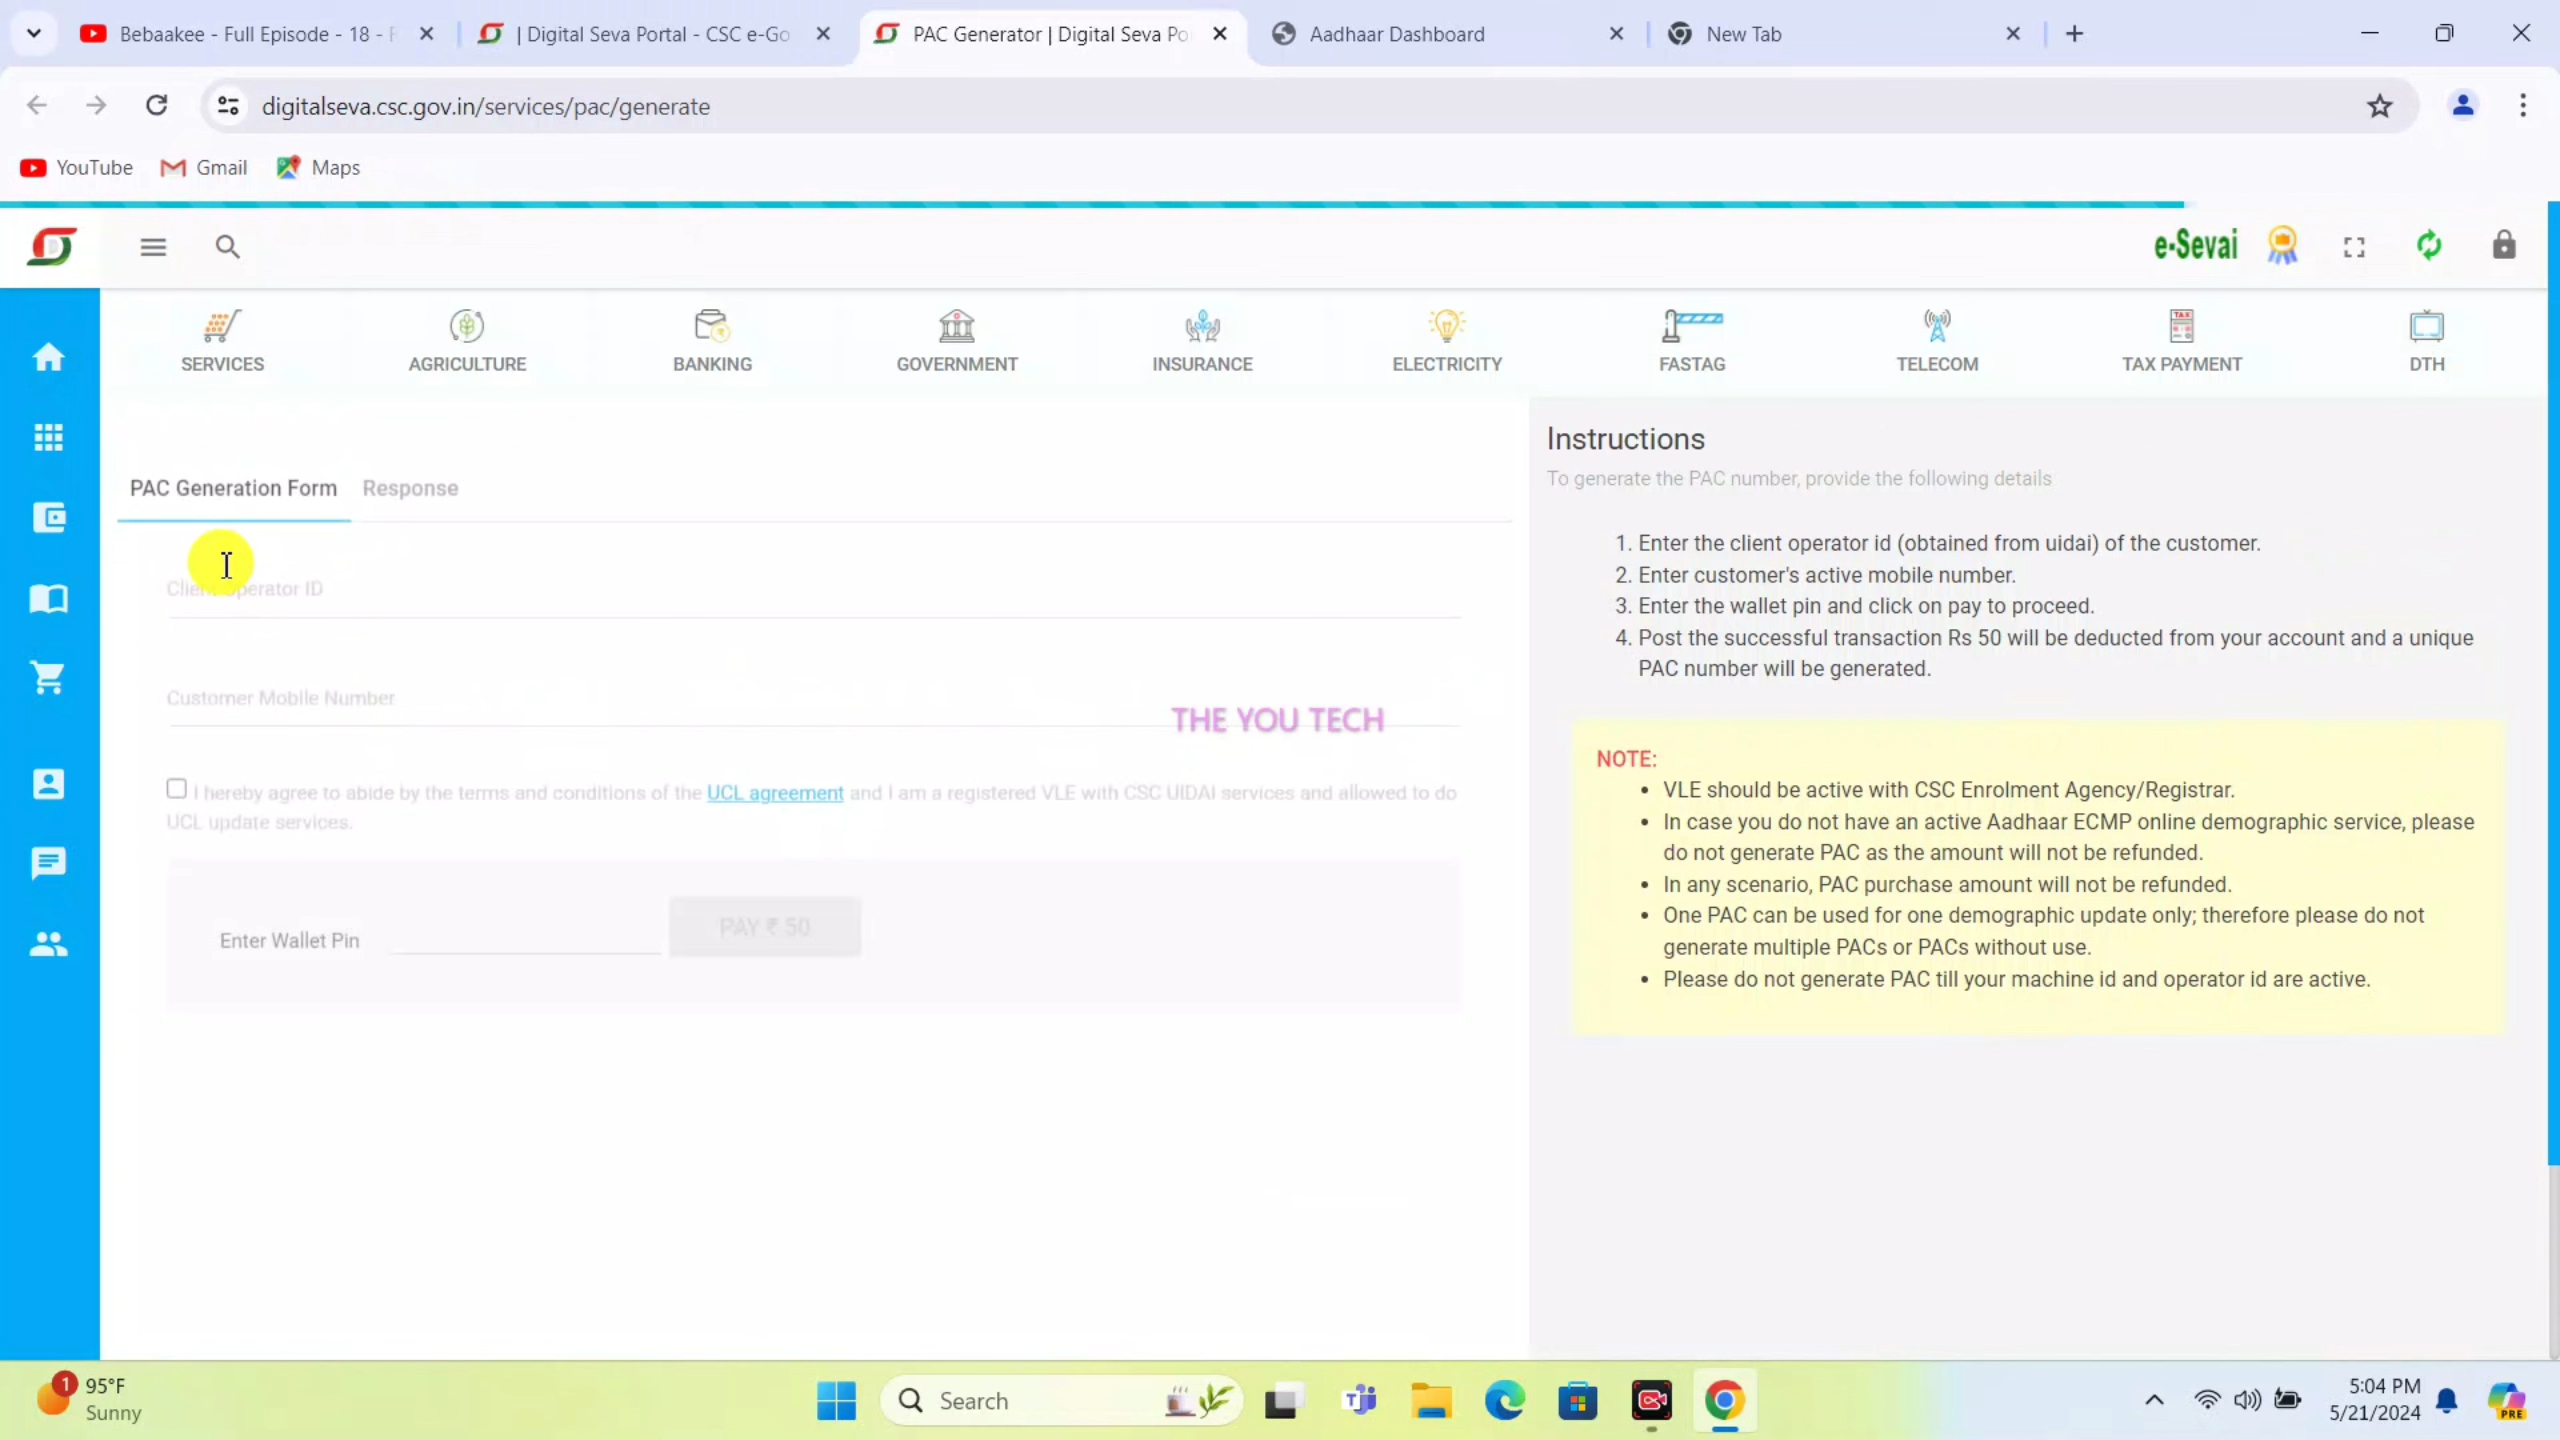 Bebaakee - Full Episode - 18 -
| Digital Seva Portal - CSC e-Go
PAC Generator | Digital Seva Po
Aadhaar Dashboard
New Tab
digitalseva.csc.gov.in/services/pac/generate
YouTube
Gmail
Maps
e-Sevai
SERVICES
AGRICULTURE
BANKING
GOVERNMENT
INSURANCE
ELECTRICITY
FASTAG
TELECOM
TAX
TAX PAYMENT
DTH
PAC Generation Form
Response
Client Operator ID
Customer Mobile Number
THE YOU TECH
I hereby agree to abide by the terms and conditions of the UCL agreement and I am a registered VLE with CSC UIDAI services and allowed to do
UCL update services.
Enter Wallet Pin
PAY ₹ 50
Instructions
To generate the PAC number, provide the following details
1. Enter the client operator id (obtained from uidai) of the customer.
2. Enter customer's active mobile number.
3. Enter the wallet pin and click on pay to proceed.
4. Post the successful transaction Rs 50 will be deducted from your account and a unique
PAC number will be generated.
NOTE:
• VLE should be active with CSC Enrolment Agency/Registrar.
• In case you do not have an active Aadhaar ECMP online demographic service, please
do not generate PAC as the amount will not be refunded.
• In any scenario, PAC purchase amount will not be refunded.
• One PAC can be used for one demographic update only; therefore please do not
generate multiple PACs or PACs without use.
• Please do not generate PAC till your machine id and operator id are active.
1
95°F
Sunny
Search
PRE
5:04 PM
5/21/2024